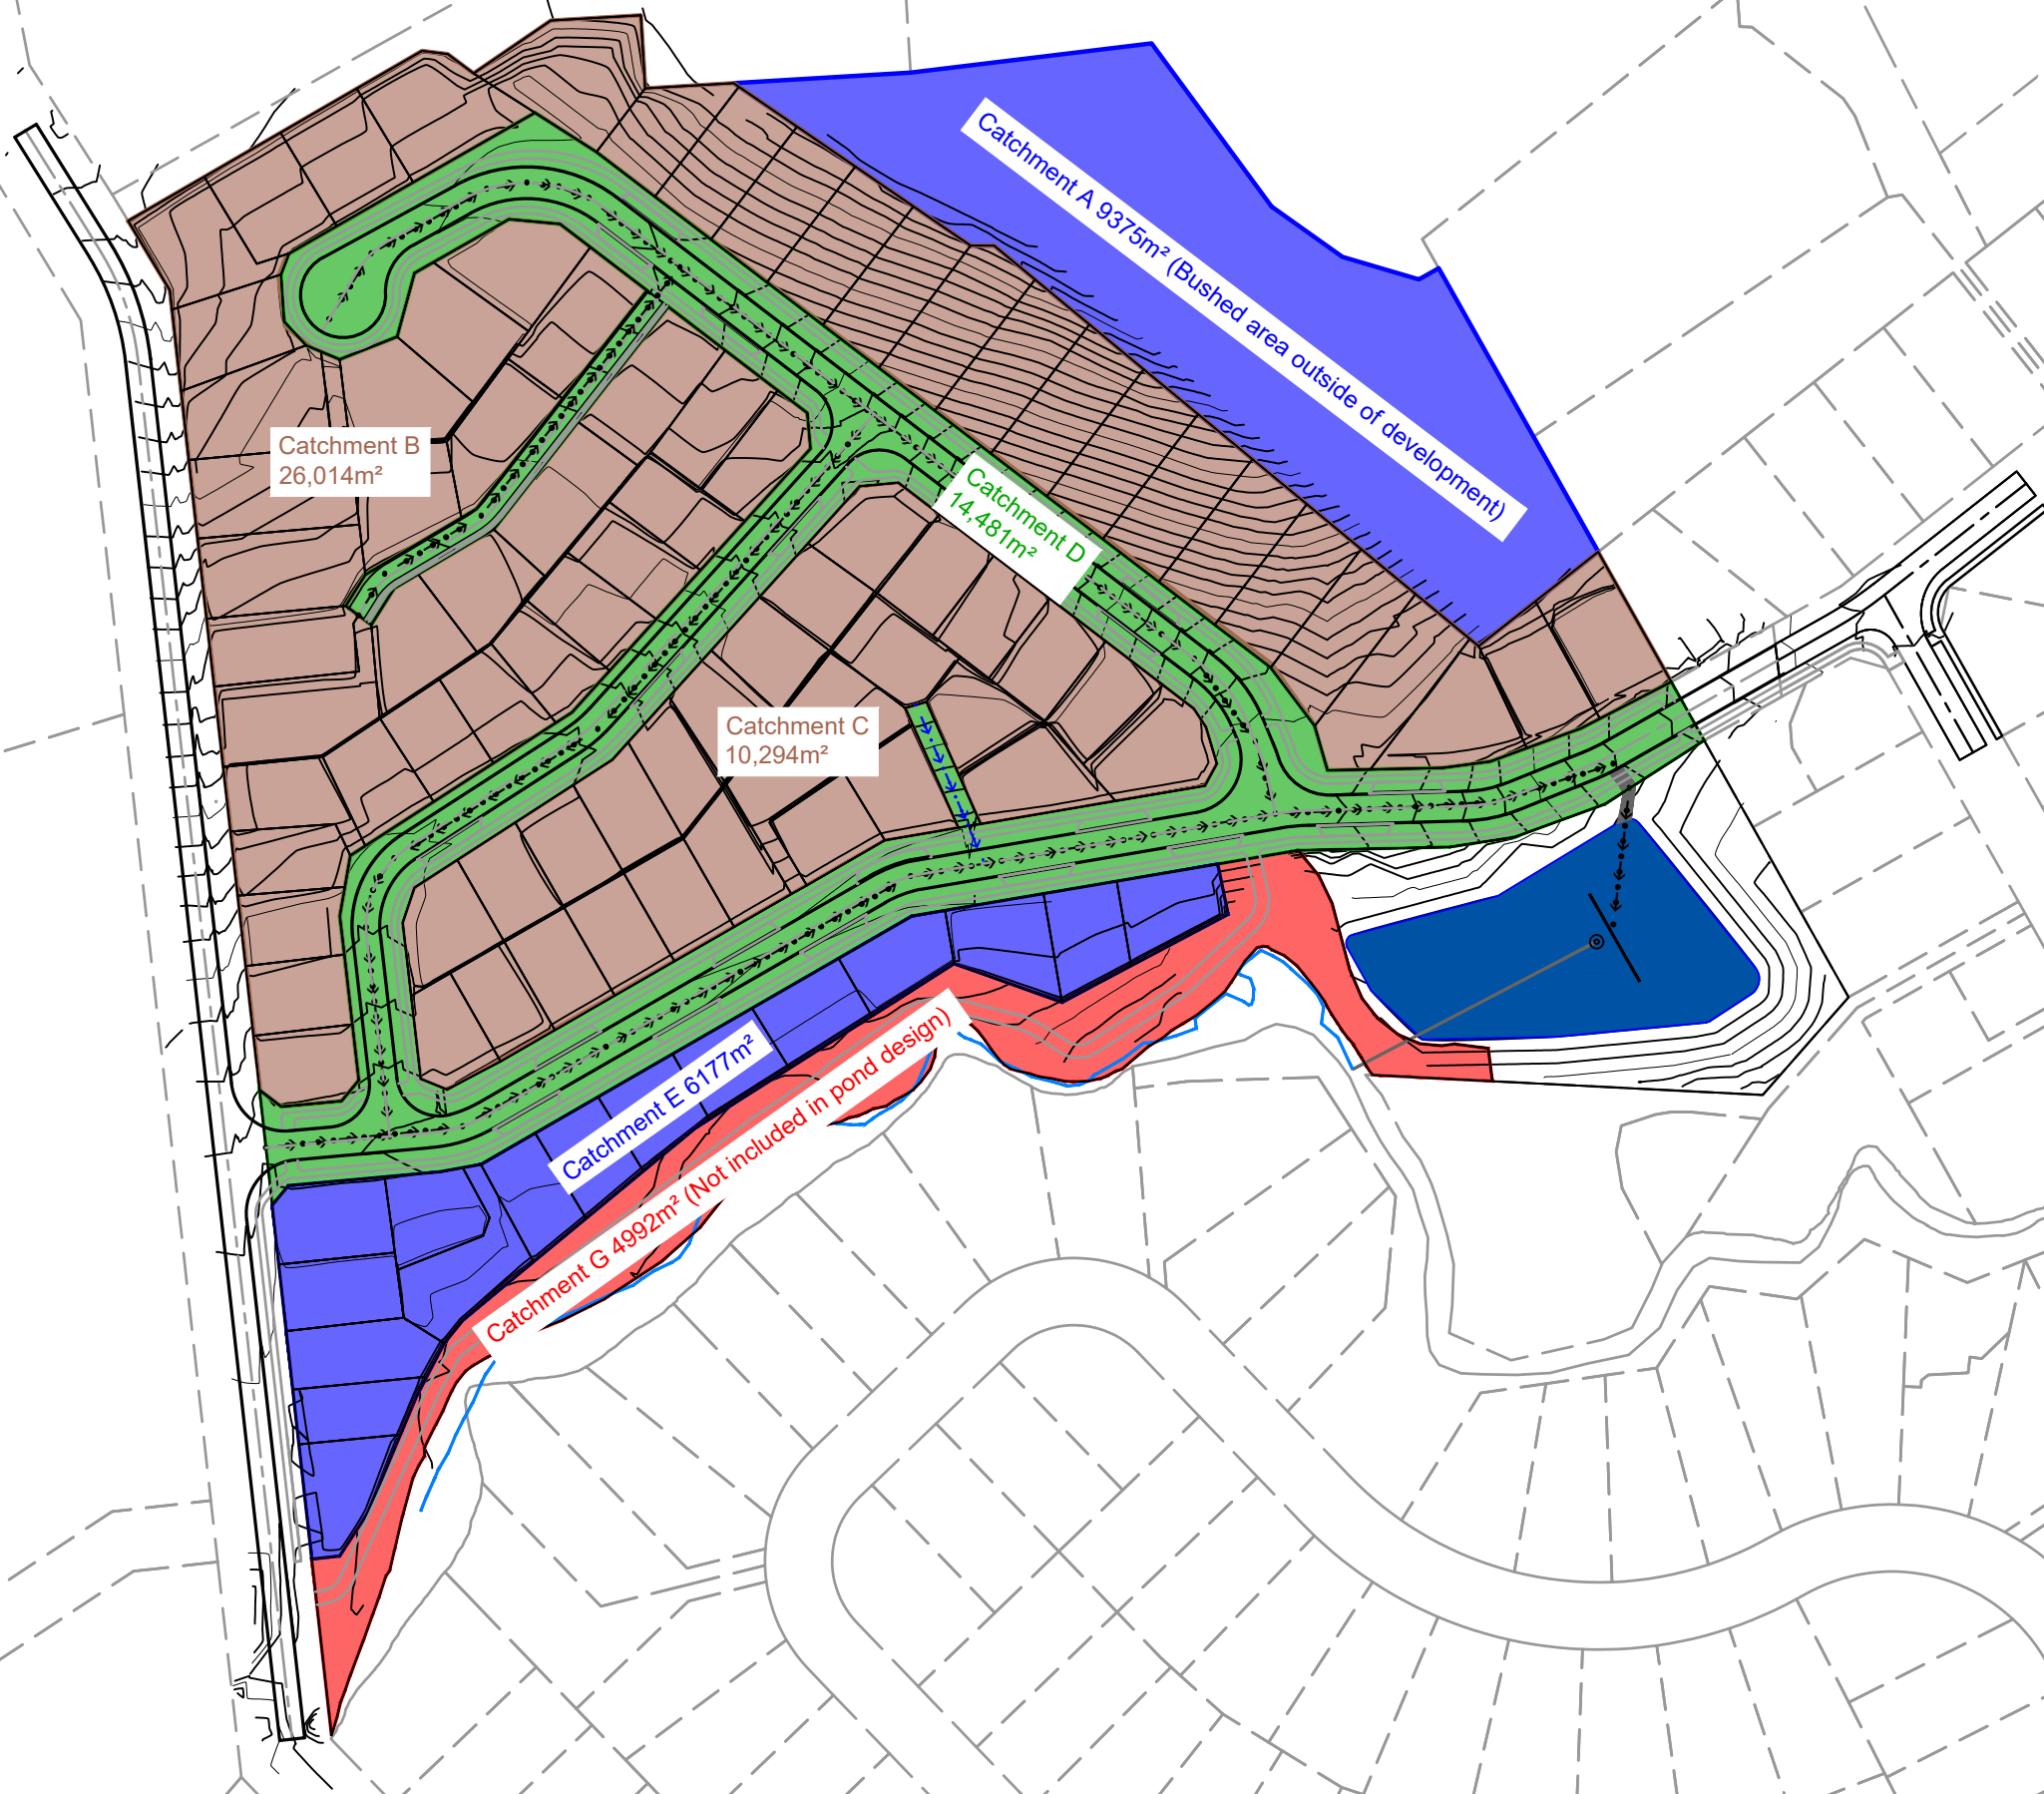 Catchment A 9375m² (Bushed area outside of development)
Catchment B
26,014m²
Catchment D
14,481m²
Catchment C
10,294m²
Catchment E 6177m²
Catchment G 4992m² (Not included in pond design)